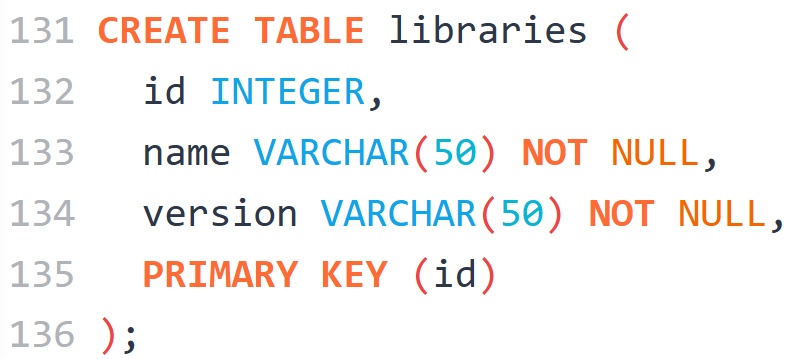 131 CREATE TABLE libraries (
132   id INTEGER,
133   name VARCHAR(50) NOT NULL,
134   version VARCHAR(50) NOT NULL,
135   PRIMARY KEY (id)
136 );